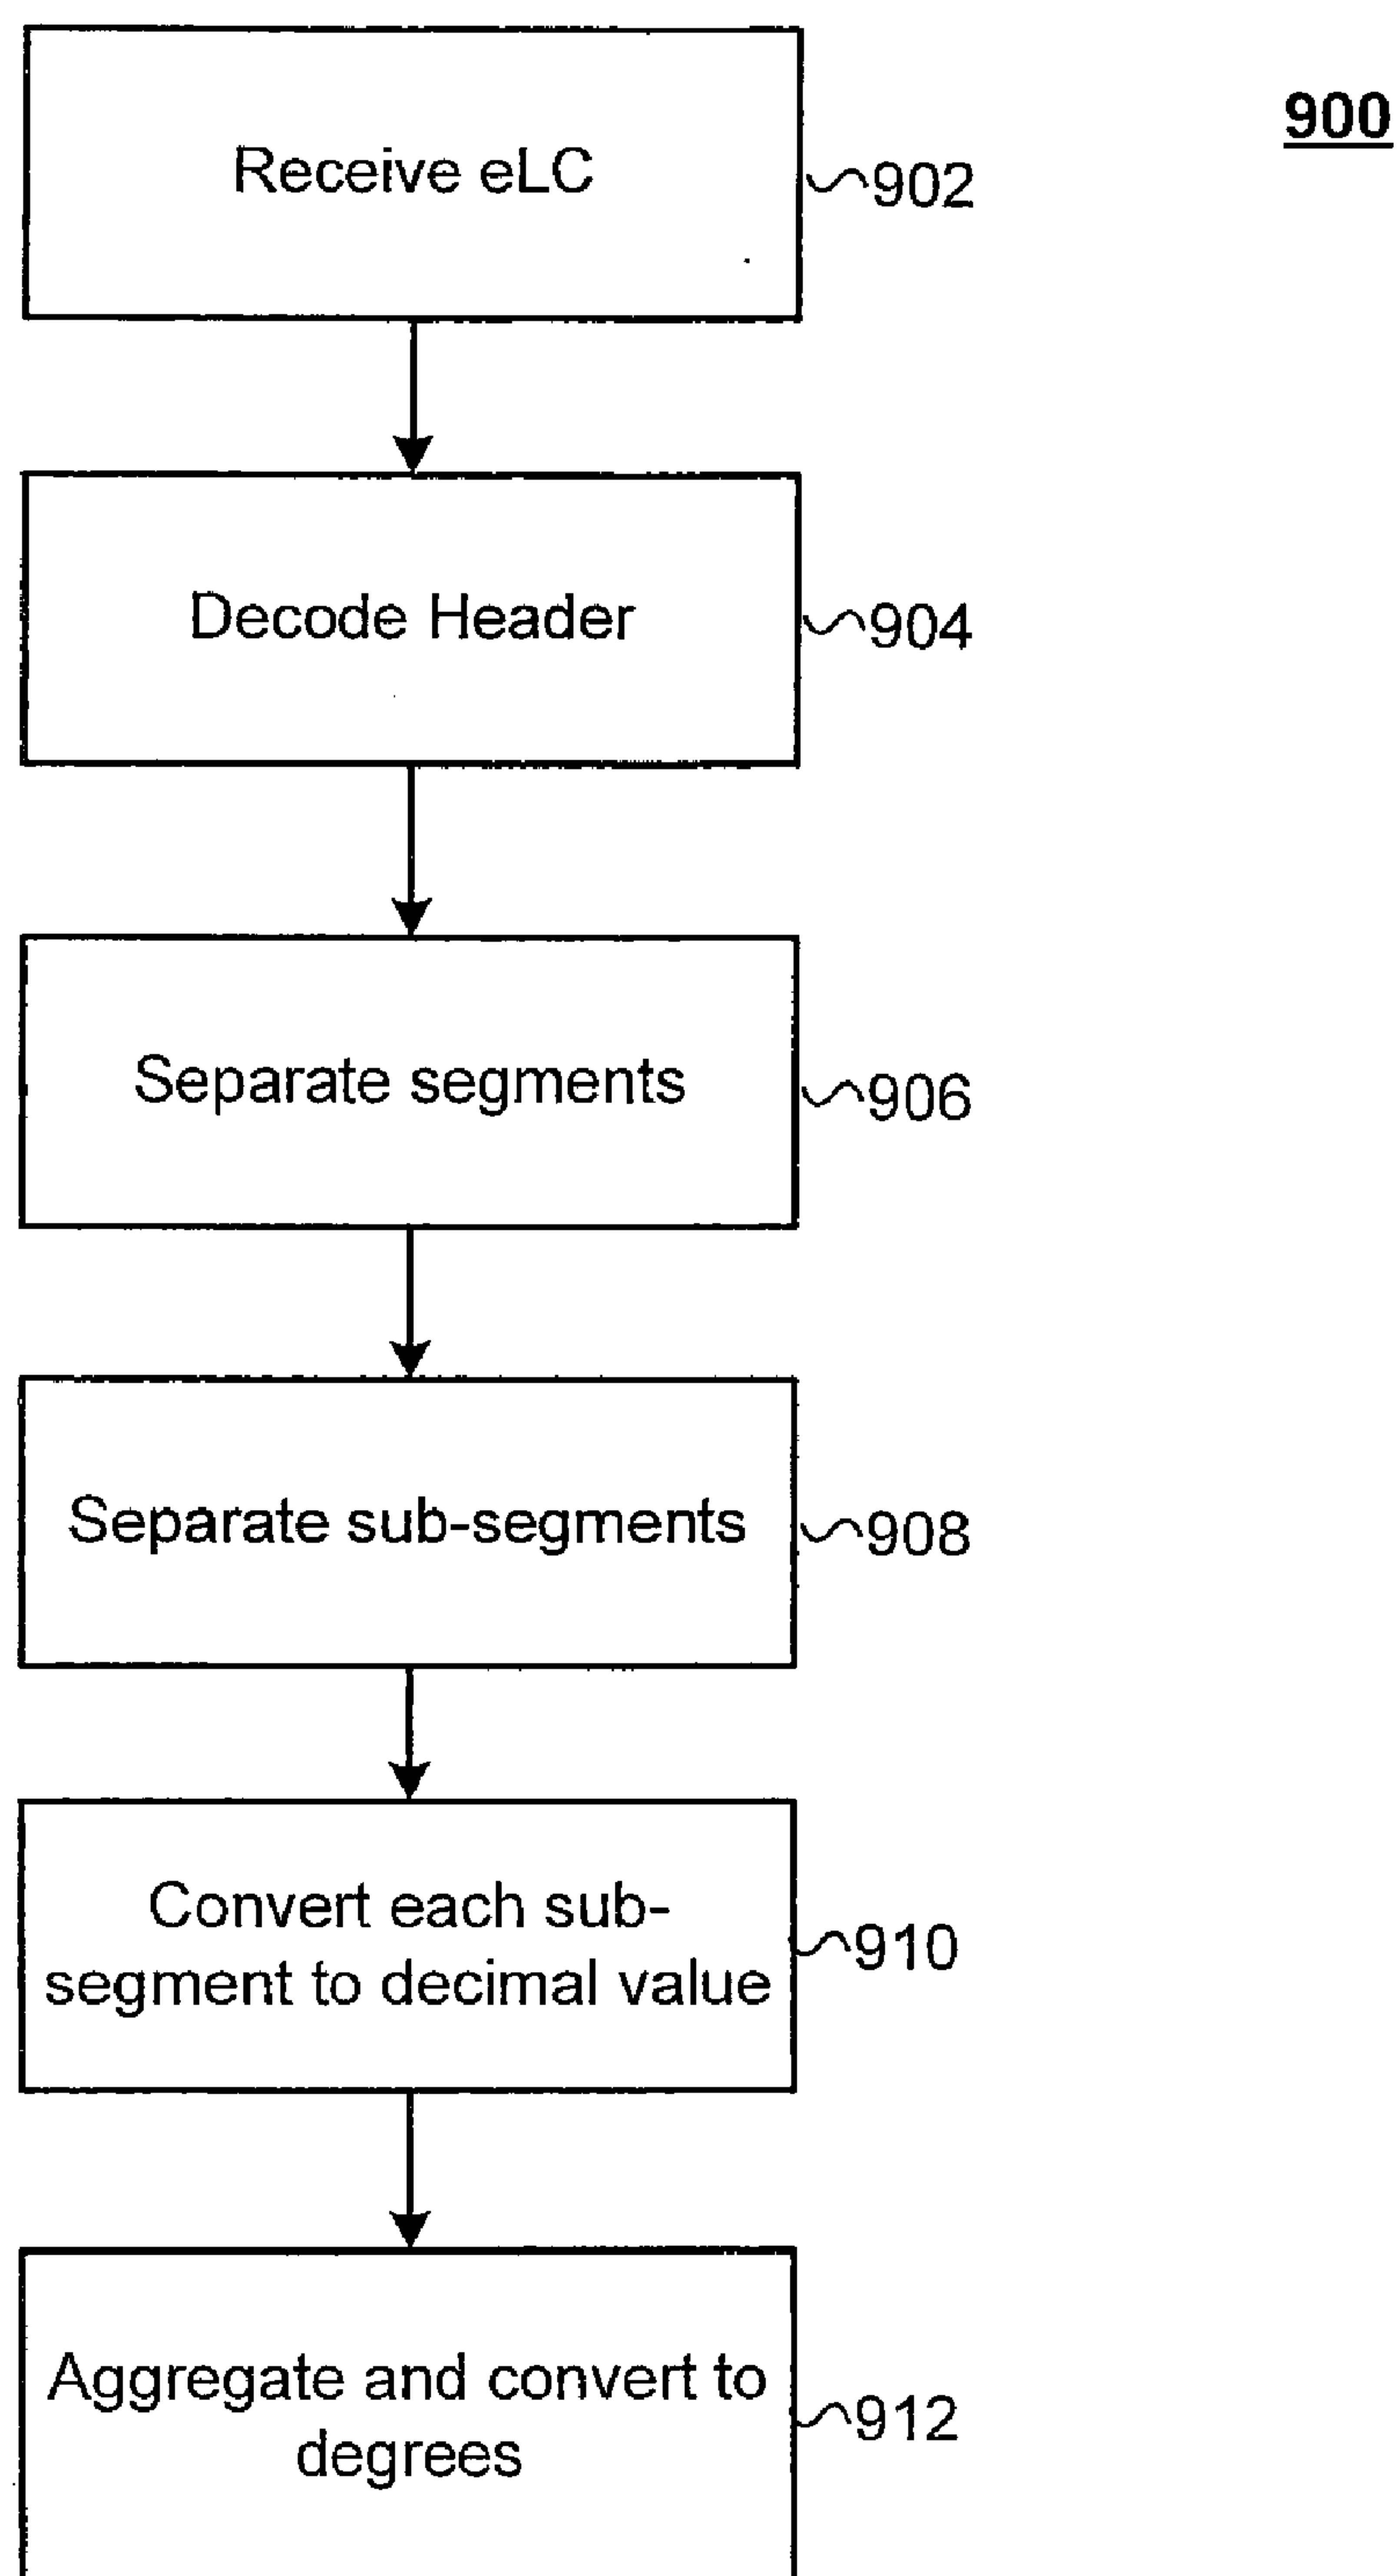 900
Receive eLC
902
Decode Header
904
Separate segments
906
Separate sub-segments
908
Convert each sub-
segment to decimal value
910
Aggregate and convert to
degrees
912